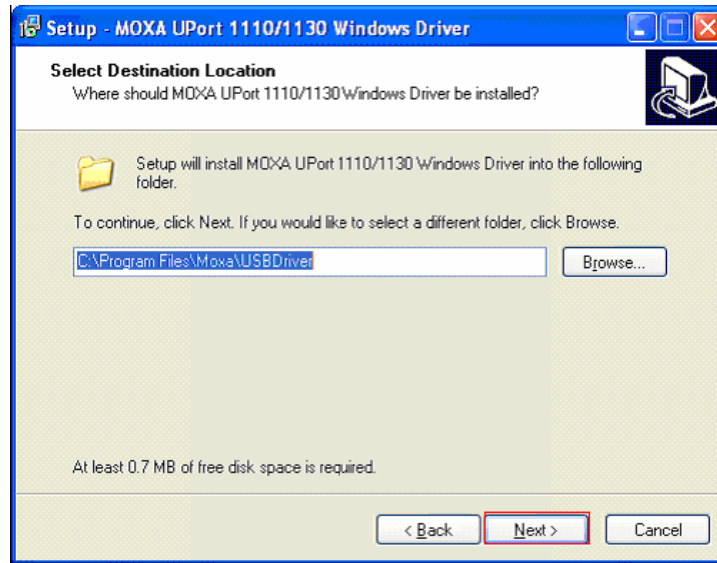 Setup - MOXA UPort 1110/1130 Windows Driver
Select Destination Location
Where should MOXA UPort 1110/1130 Windows Driver be installed?
Setup will install MOXA UPort 1110/1130 Windows Driver into the following
folder.
To continue, click Next. If you would like to select a different folder, click Browse.
C:\Program Files\Moxa\USBDriver
Browse...
At least 0.7 MB of free disk space is required.
< Back
Next >
Cancel